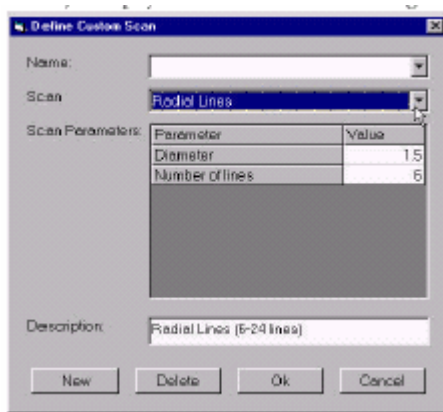 Define Custom Scan
Name:
Scan Radial Lines
Scan Parameters: Parameter Value
Diameter 1.5
Number of lines 6
Description: Radial Lines (6-24 lines)
New Delete Ok Cancel